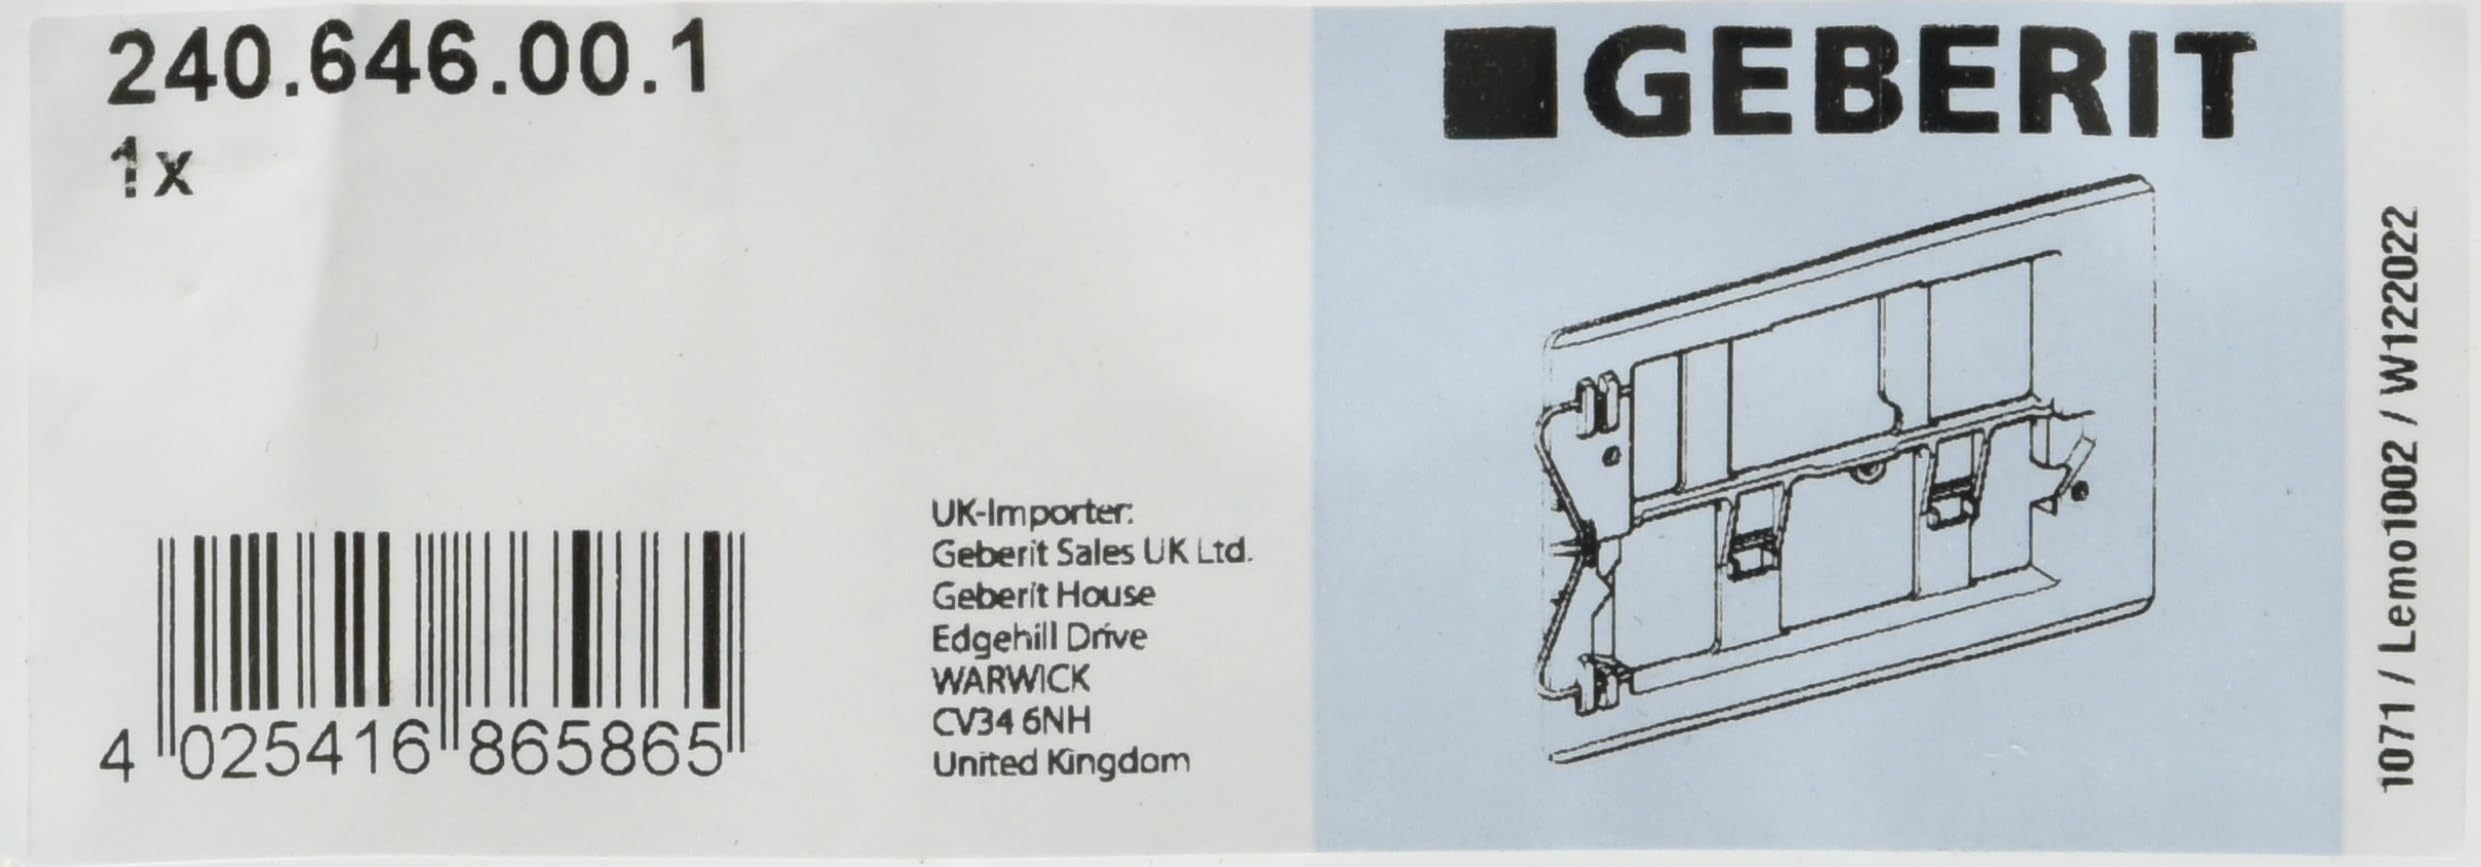 240.646.00.1
1x
4 025416 865865
UK-Importer:
Geberit Sales UK Ltd.
Geberit House
Edgehill Drive
WARWICK
CV34 6NH
United Kingdom
GEBERIT
1071 / Lemo1002 / W122022